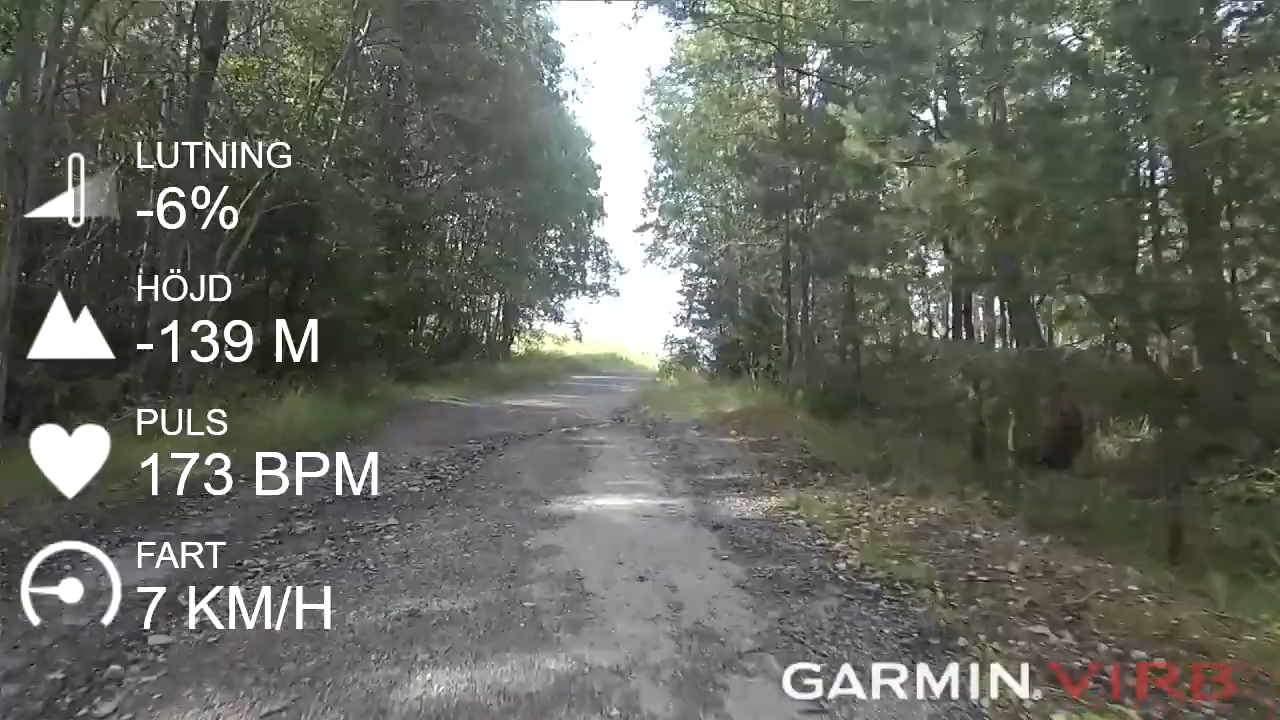 LUTNING
-6%
HÖJD
-139 M
PULS
173 BPM
FART
7 KM/H
GARMIN. VIRB